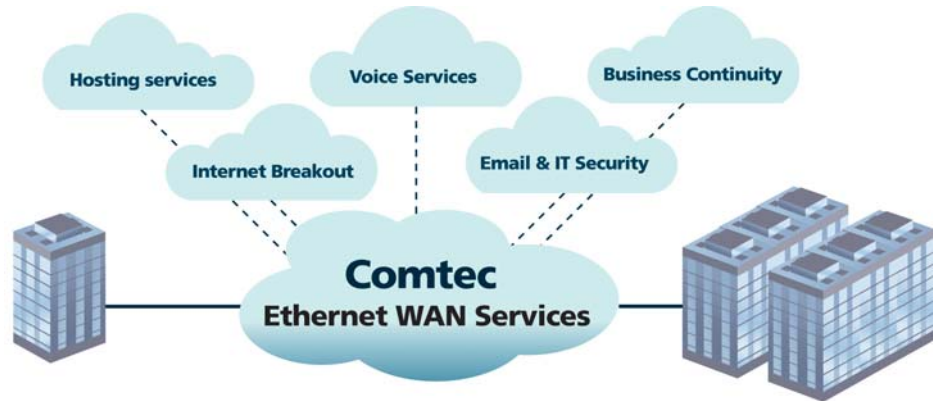 Hosting services
Voice Services
Business Continuity
Internet Breakout
Email & IT Security
Comtec
Ethernet WAN Services